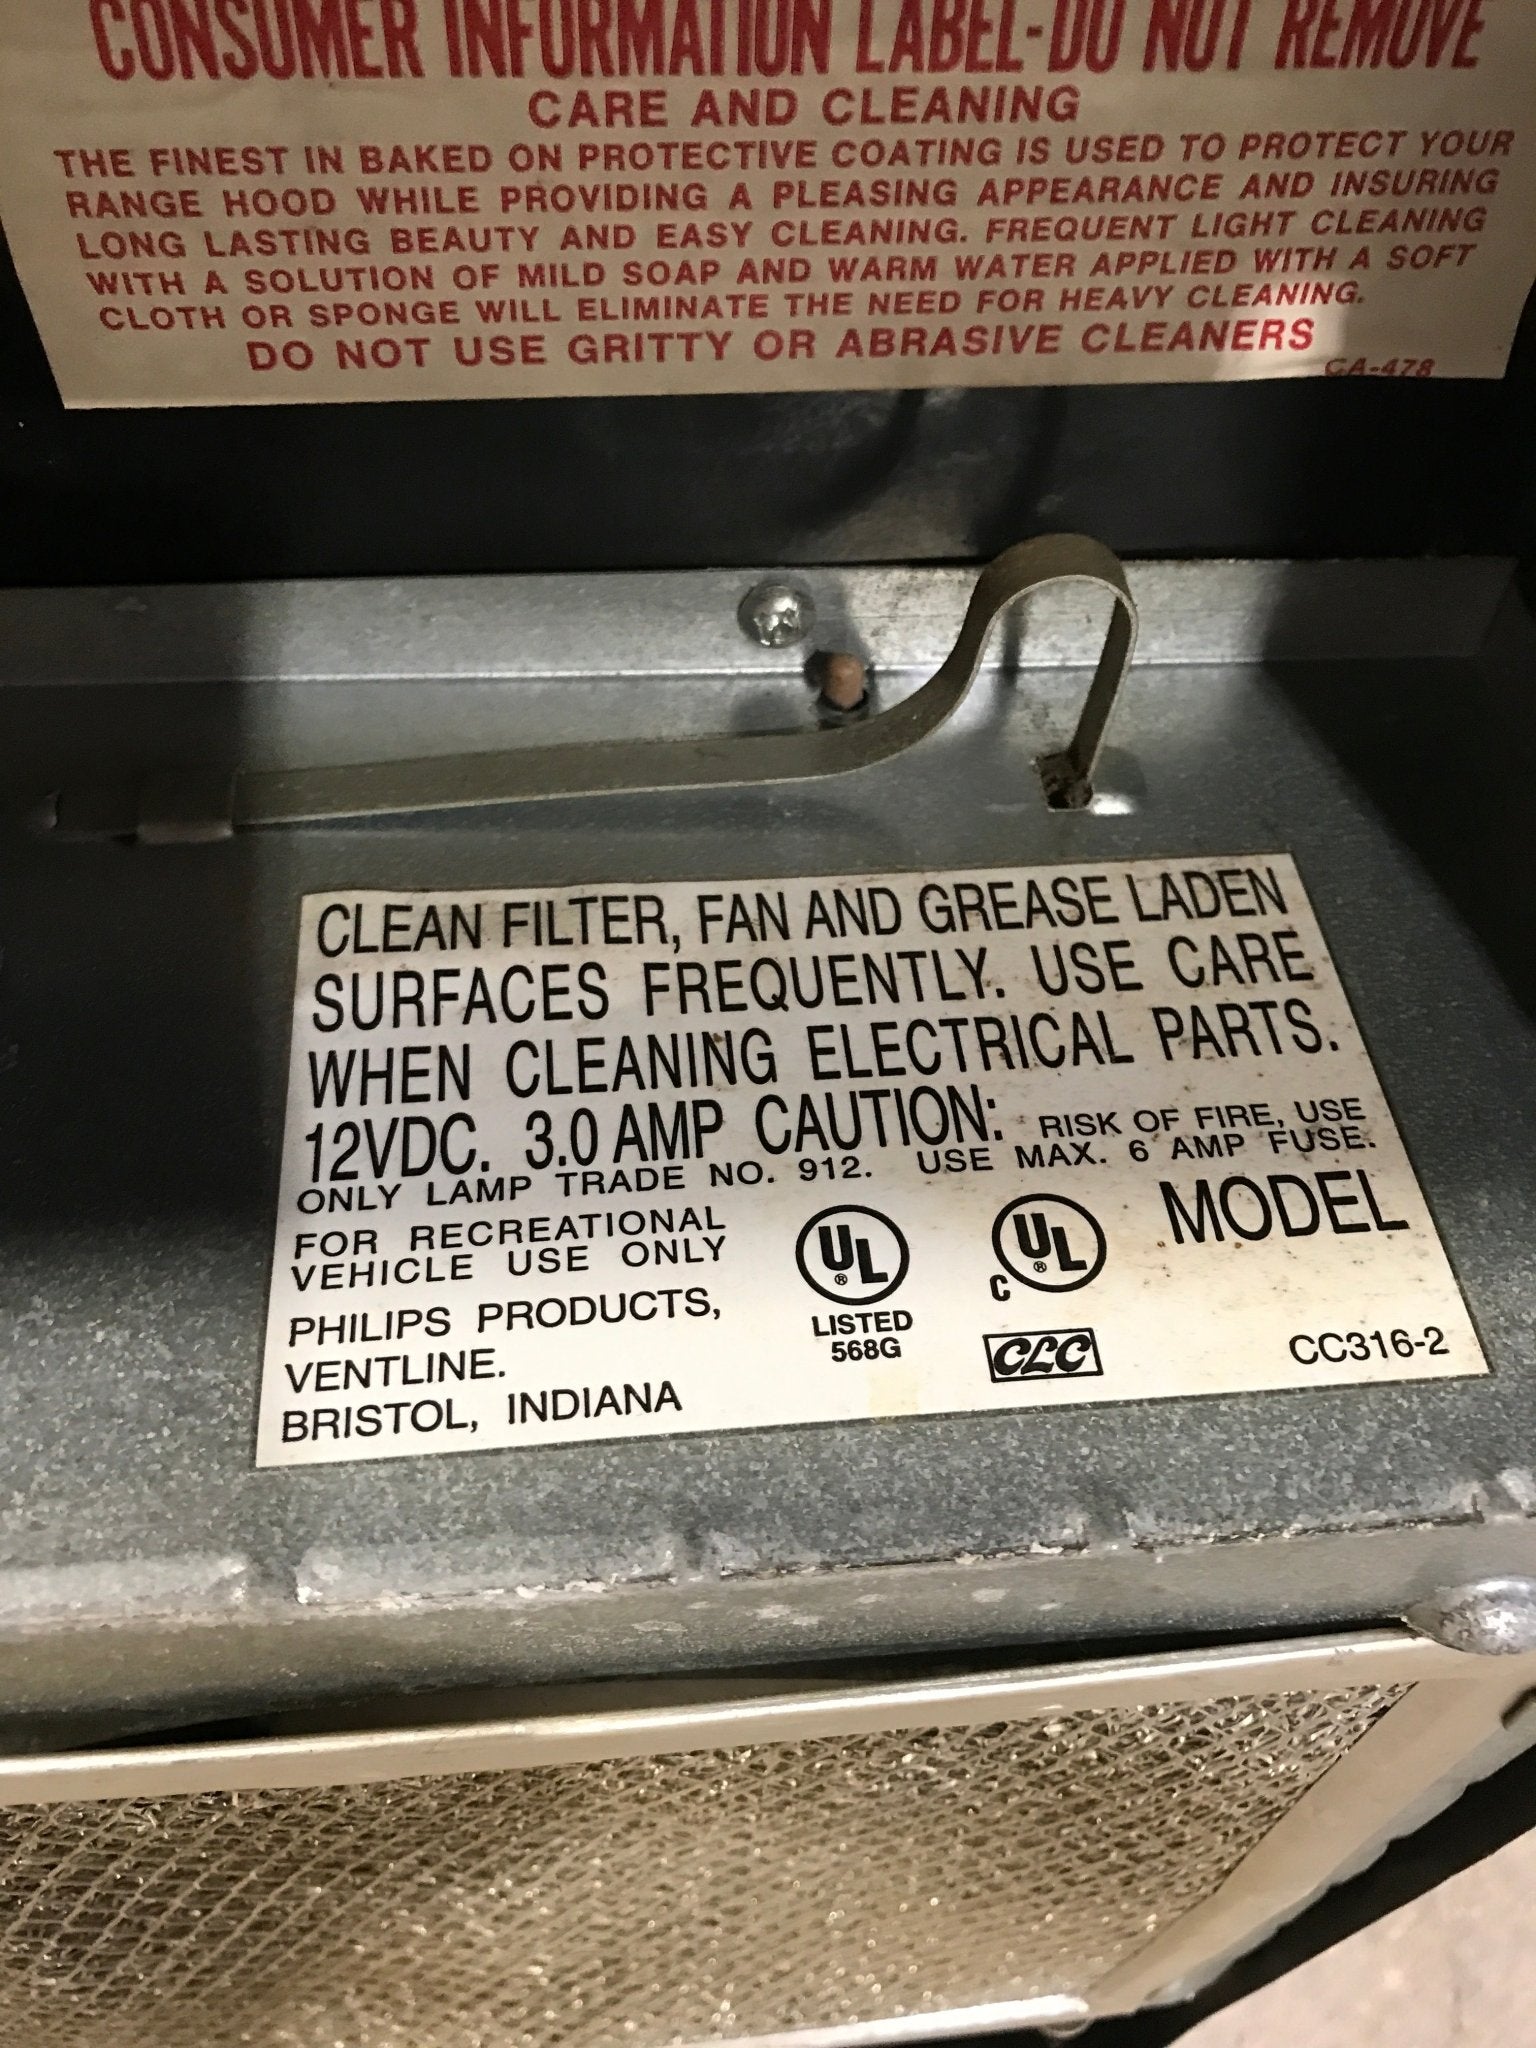 CONSUMER INFORMATION LABEL-DO NOT REMOVE
CARE AND CLEANING
THE FINEST IN BAKED ON PROTECTIVE COATING IS USED TO PROTECT YOUR
RANGE HOOD WHILE PROVIDING A PLEASING APPEARANCE AND INSURING
LONG LASTING BEAUTY AND EASY CLEANING. FREQUENT LIGHT CLEANING
WITH A SOLUTION OF MILD SOAP AND WARM WATER APPLIED WITH A SOFT
CLOTH OR SPONGE WILL ELIMINATE THE NEED FOR HEAVY CLEANING.
DO NOT USE GRITTY OR ABRASIVE CLEANERS
CA-478
CLEAN FILTER, FAN AND GREASE LADEN
SURFACES FREQUENTLY. USE CARE
WHEN CLEANING ELECTRICAL PARTS.
12VDC. 3.0 AMP CAUTION: RISK OF FIRE, USE
ONLY LAMP TRADE NO. 912. USE MAX. 6 AMP FUSE.
FOR RECREATIONAL
VEHICLE USE ONLY
PHILIPS PRODUCTS,
VENTLINE.
BRISTOL, INDIANA
UL ®
LISTED
568G
C UL ®
CLC
MODEL
CC316-2